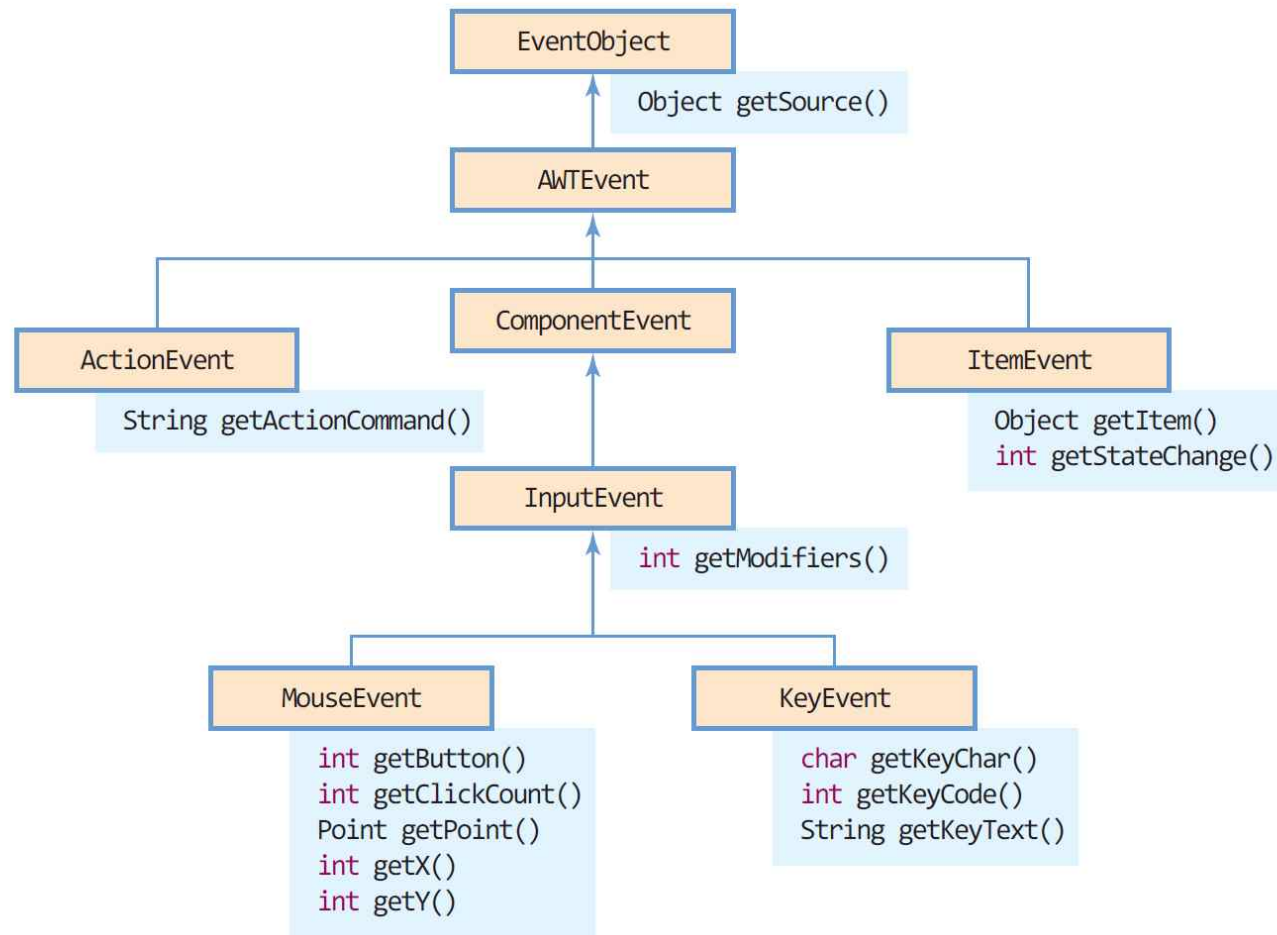 EventObject
Object getSource()
AWTEvent
ComponentEvent
ActionEvent
String getActionCommand()
ItemEvent
Object getItem()
int getStateChange()
InputEvent
int getModifiers()
MouseEvent
int getButton()
int getClickCount()
Point getPoint()
int getX()
int getY()
KeyEvent
char getKeyChar()
int getKeyCode()
String getKeyText()